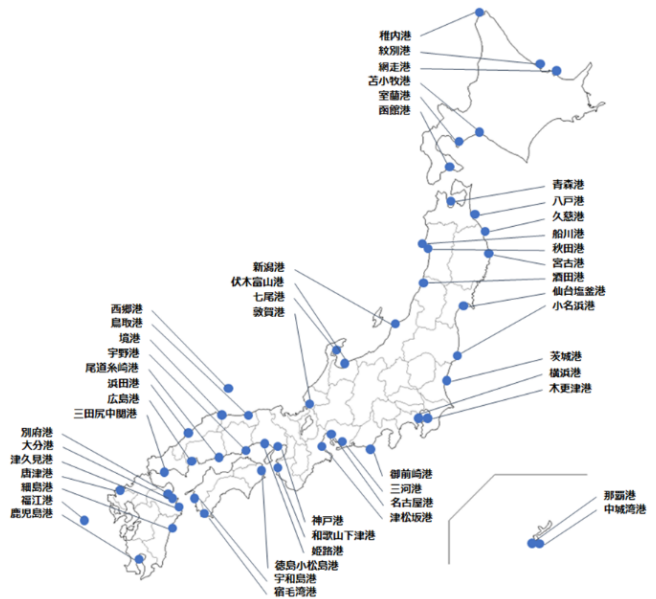 稚内港
紋別港
網走港
苫小牧港
室蘭港
函館港
青森港
八戸港
久慈港
船川港
秋田港
宮古港
酒田港
仙台塩釜港
小名浜港
新潟港
伏木富山港
七尾港
敦賀港
茨城港
横浜港
木更津港
西郷港
鳥取港
境港
宇野港
尾道糸崎港
浜田港
広島港
三田尻中関港
別府港
大分港
津久見港
唐津港
細島港
福江港
鹿児島港
御前崎港
三河港
名古屋港
津松坂港
神戸港
和歌山下津港
姫路港
徳島小松島港
宇和島港
宿毛湾港
那覇港
中城湾港